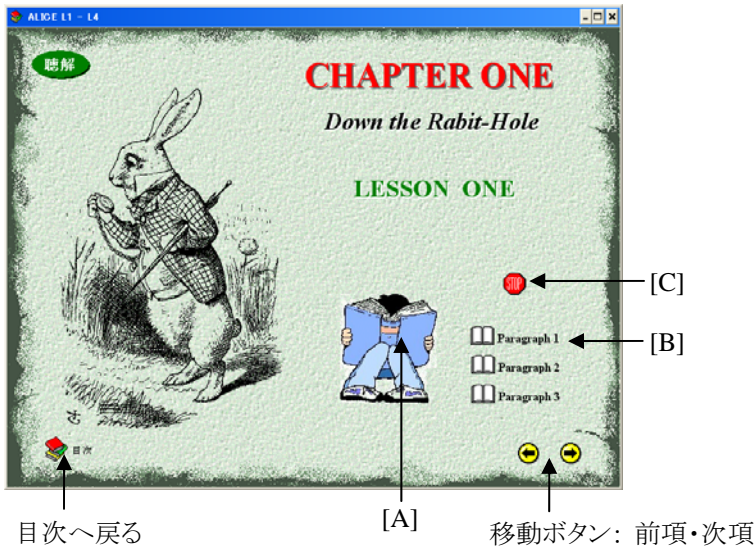 ALICE L1 - L4
聴解
CHAPTER ONE
Down the Rabit-Hole
LESSON ONE
STOP
[C]
Paragraph 1
[B]
Paragraph 2
Paragraph 3
目次
[A]
目次へ戻る
移動ボタン: 前項・次項